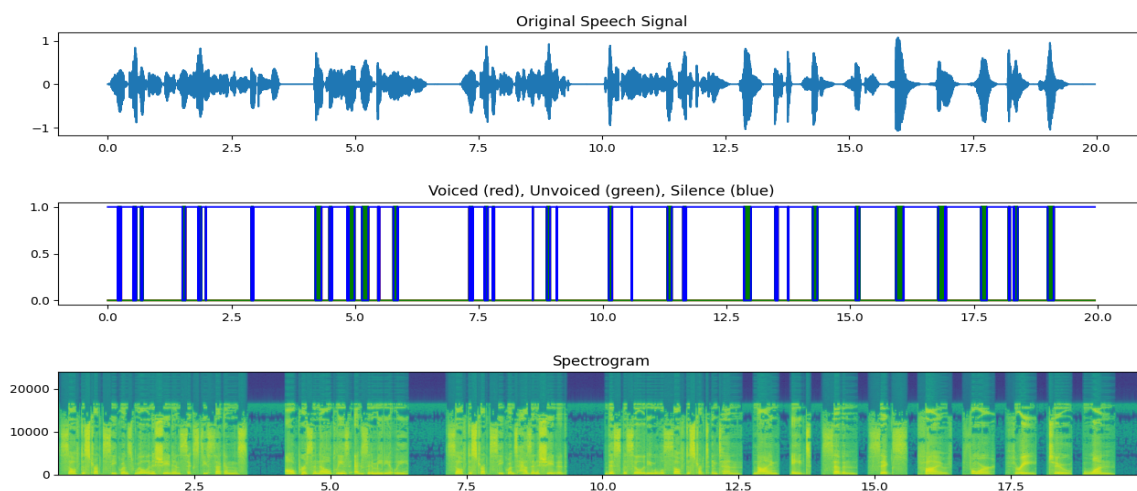 Original Speech Signal
1
0
−1
0.0 2.5 5.0 7.5 10.0 12.5 15.0 17.5 20.0
Voiced (red), Unvoiced (green), Silence (blue)
1.0
0.5
0.0
0.0 2.5 5.0 7.5 10.0 12.5 15.0 17.5 20.0
Spectrogram
20000
10000
0
2.5 5.0 7.5 10.0 12.5 15.0 17.5